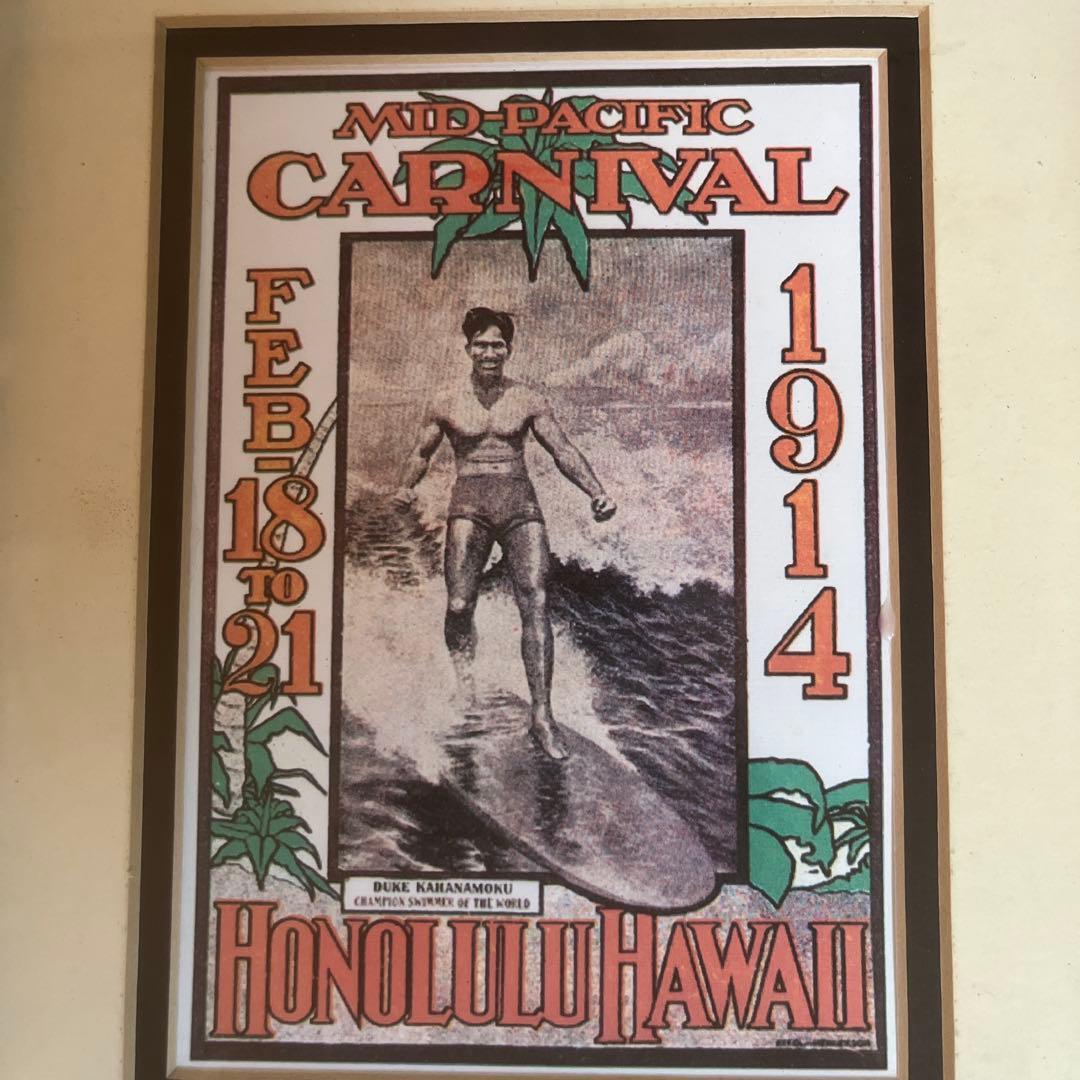 MID-PACIFIC
CARNIVAL
FEB-
18
TO
21
1914
DUKE KAHANAMOKU
CHAMPION SWIMMER OF THE WORLD
HONOLULU HAWAII